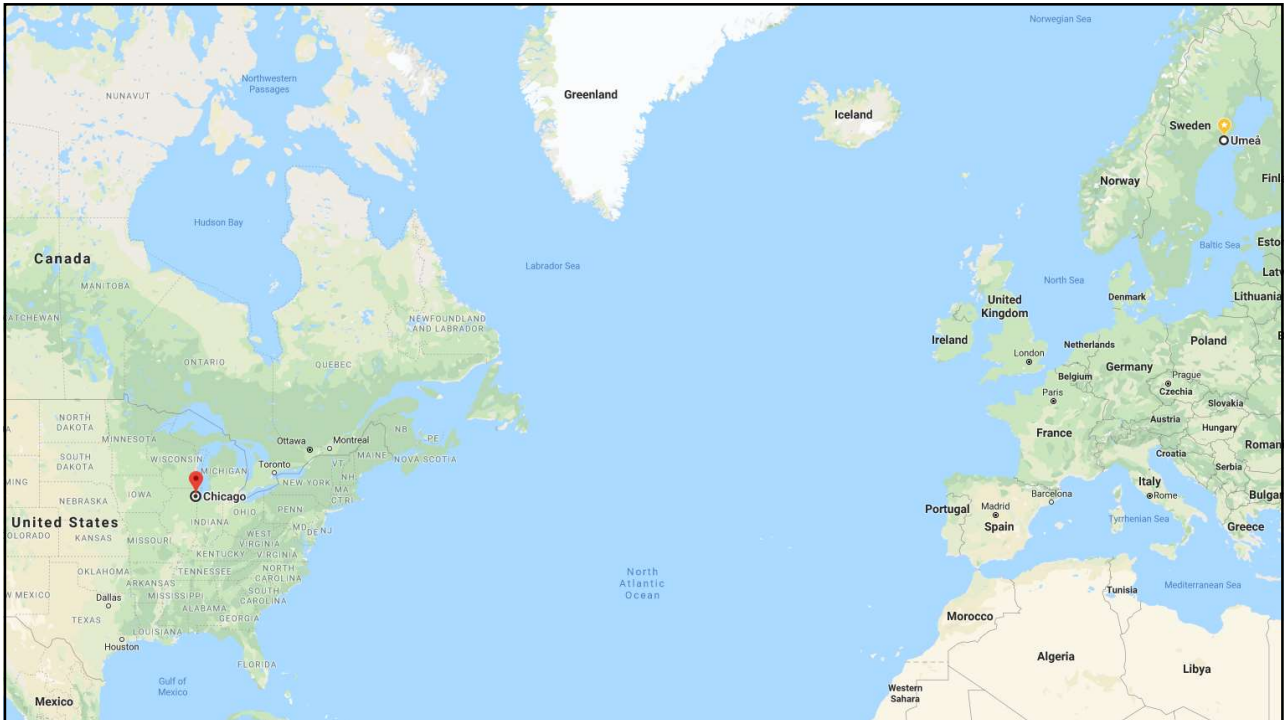 Norwegian Sea
Northwestern
Passages
NUNAVUT
Greenland
Iceland
Sweden
Umeå
Norway
Finl
Hudson Bay
Baltic Sea
Esto
Canada
Labrador Sea
Latv
MANITOBA
North Sea
Lithuania
Denmark
United
Kingdom
ATCHEWAN
NEWFOUNDLAND
AND LABRADOR
Ireland
Netherlands
Poland
London
ONTARIO
QUEBEC
Germany
Belgium
Prague
Czechia
Paris
Slovakia
NORTH
DAKOTA
Austria
Hungary
NB
PE
France
MINNESOTA
Ottawa
Montreal
Roman
Croatia
SOUTH
DAKOTA
WISCONSIN
MICHIGAN
Toronto
VT
MAINE
NOVA SCOTIA
Serbia
NH
MING
NEW YORK
MA
CT RI
Italy
Rome
Barcelona
IOWA
Chicago
NEBRASKA
PENN
Bulgar
OHIO
Portugal
Madrid
Spain
United States
INDIANA
Tyrrhenian Sea
Greece
MD
DE
NJ
OLORADO
KANSAS
MISSOURI
WEST
VIRGINIA
KENTUCKY
VIRGINIA
North
Atlantic
Ocean
OKLAHOMA
TENNESSEE
NORTH
CAROLINA
ARKANSAS
Mediterranean Sea
Tunisia
W MEXICO
Dallas
MISSISSIPPI
SOUTH
CAROLINA
ALABAMA
Morocco
TEXAS
GEORGIA
LOUISIANA
Houston
Algeria
FLORIDA
Libya
Gulf of
Mexico
Western
Sahara
Mexico